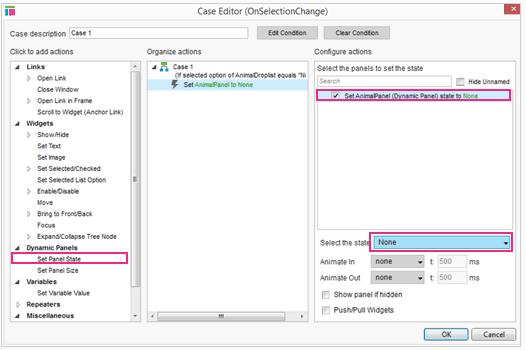 Case Editor (OnSelectionChange)
Case description Case 1 Edit Condition Clear Condition
Click to add actions
Links
Open Link
Close Window
Open Link in Frame
Scroll to Widget (Anchor Link)
Widgets
Show/Hide
Set Text
Set Image
Set Selected/Checked
Set Selected List Option
Enable/Disable
Move
Bring to Front/Back
Focus
Expand/Collapse Tree Node
Dynamic Panels
Set Panel State
Set Panel Size
Variables
Set Variable Value
Repeaters
Miscellaneous
Organize actions
Case 1
(If selected option of AnimalDroplist equals "N
Set AnimalPanel to None
Configure actions
Select the panels to set the state
Search Hide Unnamed
Set AnimalPanel (Dynamic Panel) state to None
Select the state None
Animate In none t: 500 ms
Animate Out none t: 500 ms
Show panel if hidden
Push/Pull Widgets
OK Cancel